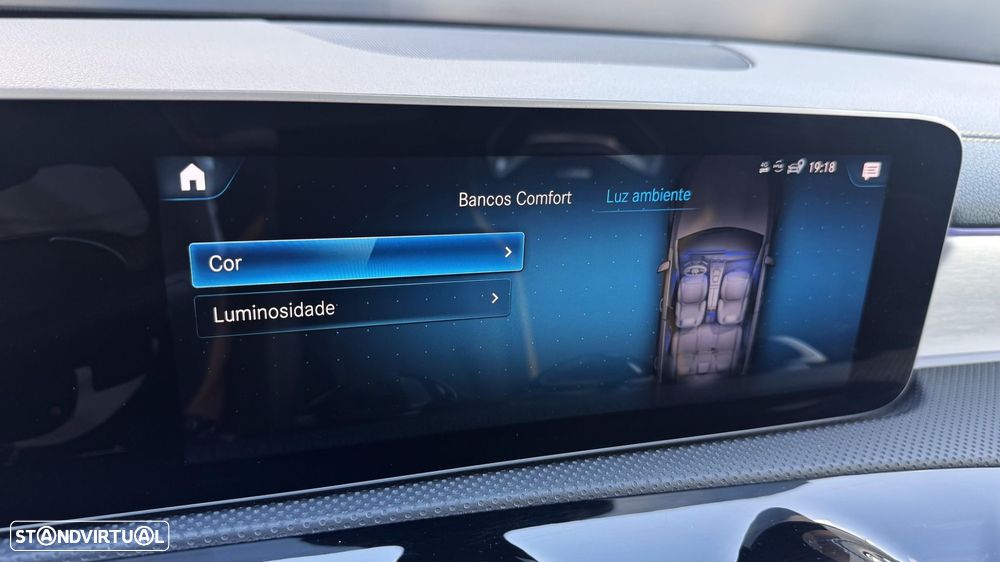 19:18
Bancos Comfort
Luz ambiente
Cor
Luminosidade
STANDVIRTUAL